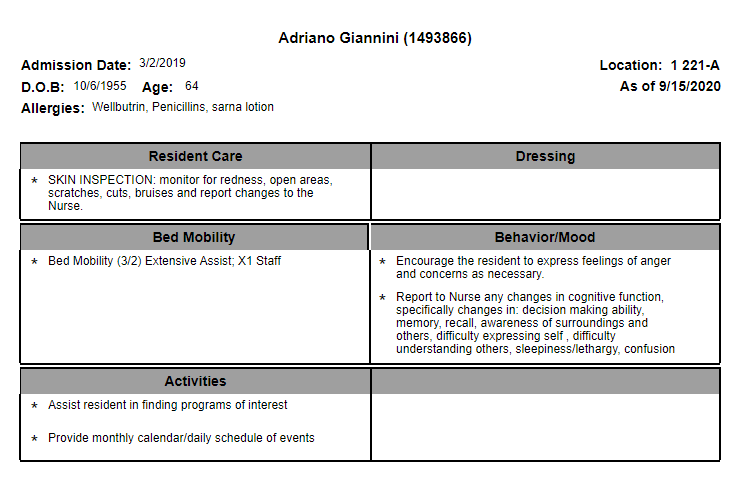 Adriano Giannini (1493866)
Admission Date: 3/2/2019
Location: 1 221-A
D.O.B: 10/6/1955 Age: 64
As of 9/15/2020
Allergies: Wellbutrin, Penicillins, sarna lotion
Resident Care
Dressing
* SKIN INSPECTION: monitor for redness, open areas,
scratches, cuts, bruises and report changes to the
Nurse.
Bed Mobility
Behavior/Mood
* Bed Mobility (3/2) Extensive Assist; X1 Staff
* Encourage the resident to express feelings of anger
and concerns as necessary.
* Report to Nurse any changes in cognitive function,
specifically changes in: decision making ability,
memory, recall, awareness of surroundings and
others, difficulty expressing self , difficulty
understanding others, sleepiness/lethargy, confusion
Activities
* Assist resident in finding programs of interest
* Provide monthly calendar/daily schedule of events